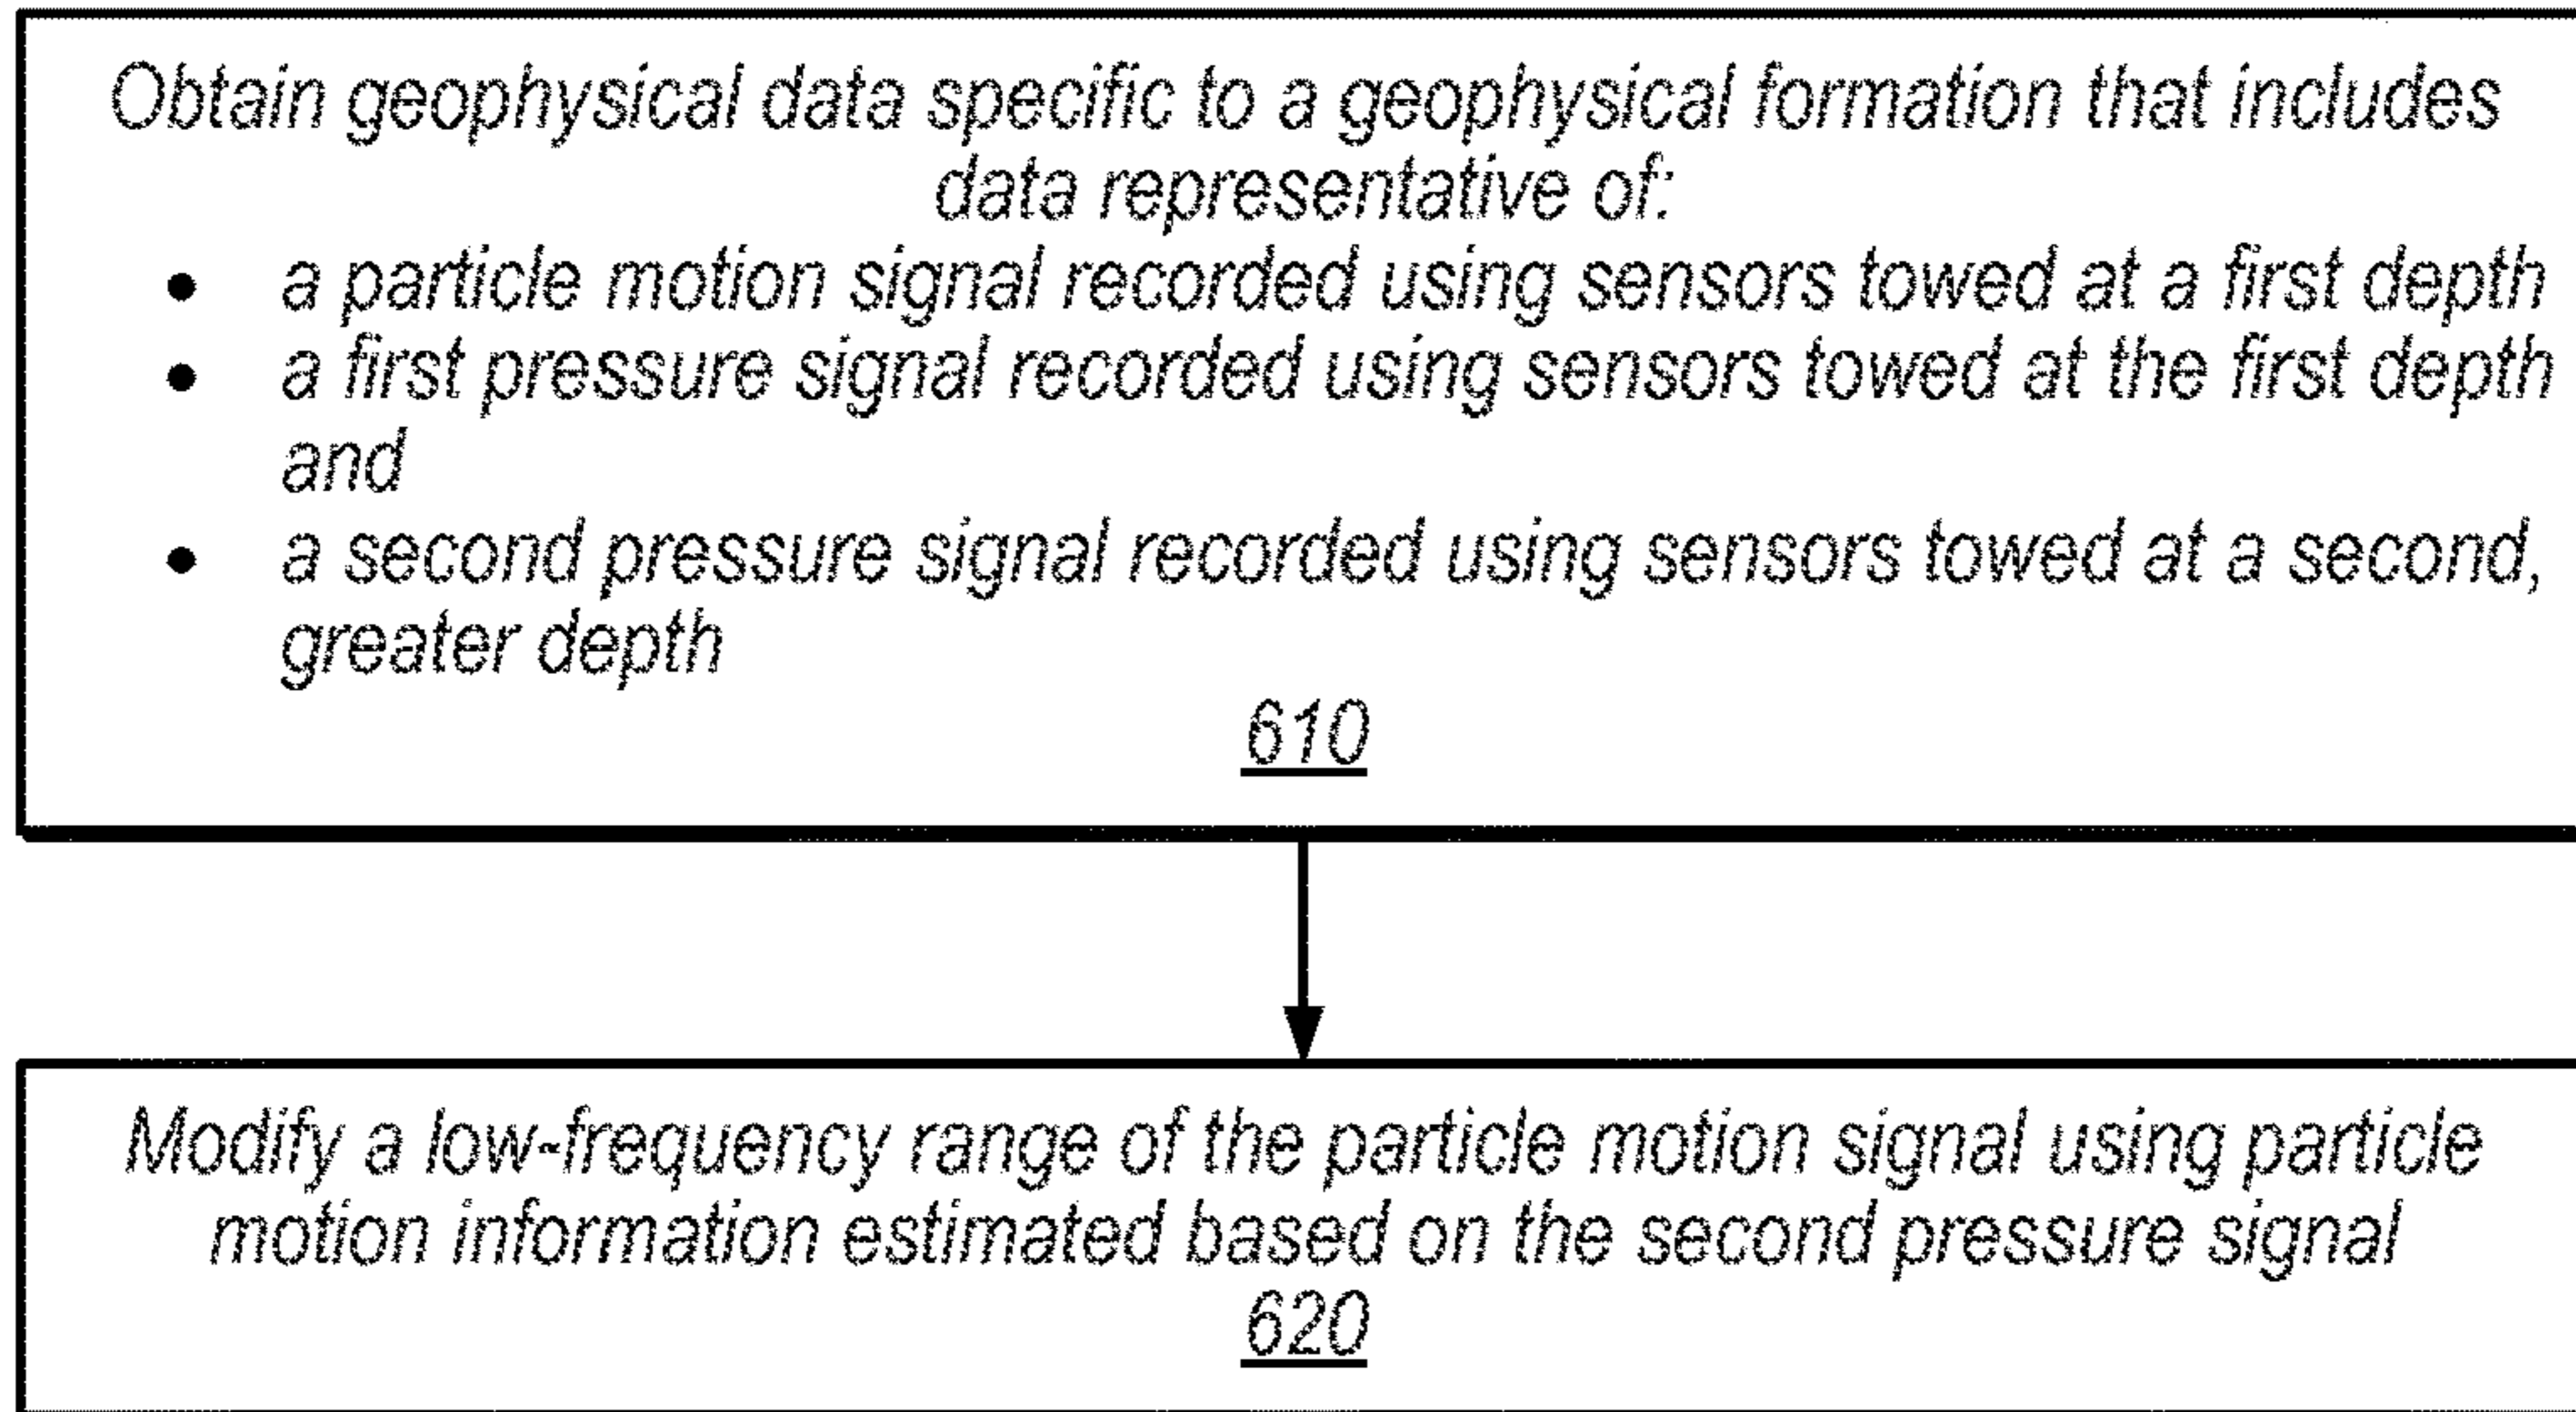 Obtain geophysical data specific to a geophysical formation that includes
data representative of:
• a particle motion signal recorded using sensors towed at a first depth
• a first pressure signal recorded using sensors towed at the first depth
and
• a second pressure signal recorded using sensors towed at a second,
greater depth
610
Modify a low-frequency range of the particle motion signal using particle
motion information estimated based on the second pressure signal
620